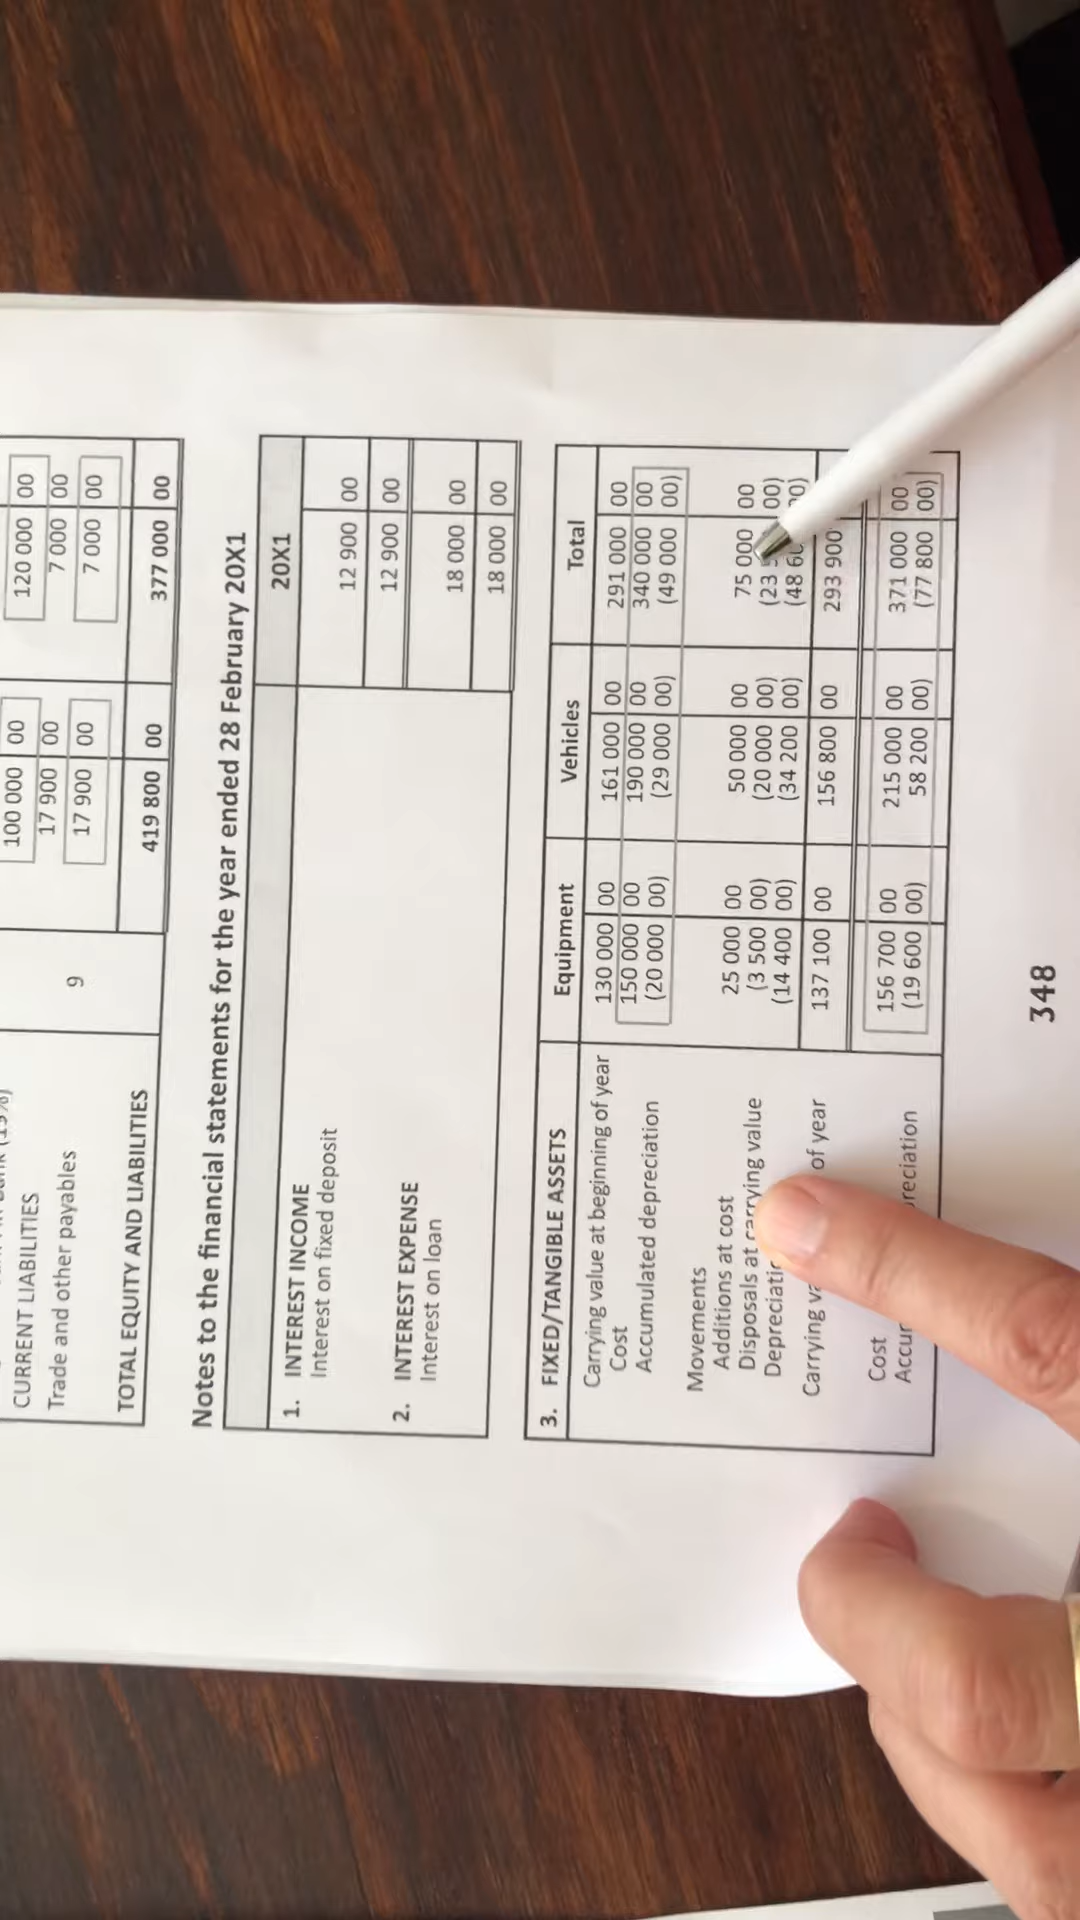 100 000 00 120 000 00
CURRENT LIABILITIES 17 900 00 7 000 00
Trade and other payables 9 17 900 00 7 000 00
TOTAL EQUITY AND LIABILITIES 419 800 00 377 000 00
Notes to the financial statements for the year ended 28 February 20X1
20X1
1. INTEREST INCOME
Interest on fixed deposit 12 900 00
12 900 00
2. INTEREST EXPENSE
Interest on loan 18 000 00
18 000 00
3. FIXED/TANGIBLE ASSETS Equipment Vehicles Total
Carrying value at beginning of year 130 000 00 161 000 00 291 000 00
Cost 150 000 00 190 000 00 340 000 00
Accumulated depreciation (20 000 00) (29 000 00) (49 000 00)
Movements
Additions at cost 25 000 00 50 000 00 75 000 00
Disposals at carrying value (3 500 00) (20 000 00) (23 00)
(14 400 00) (34 200 00) (48
Carrying of year 137 100 00 156 800 00 293 900
Cost 156 700 00 215 000 00 371 000 00
(19 600 00) 58 200 00) (77 800 00)
348